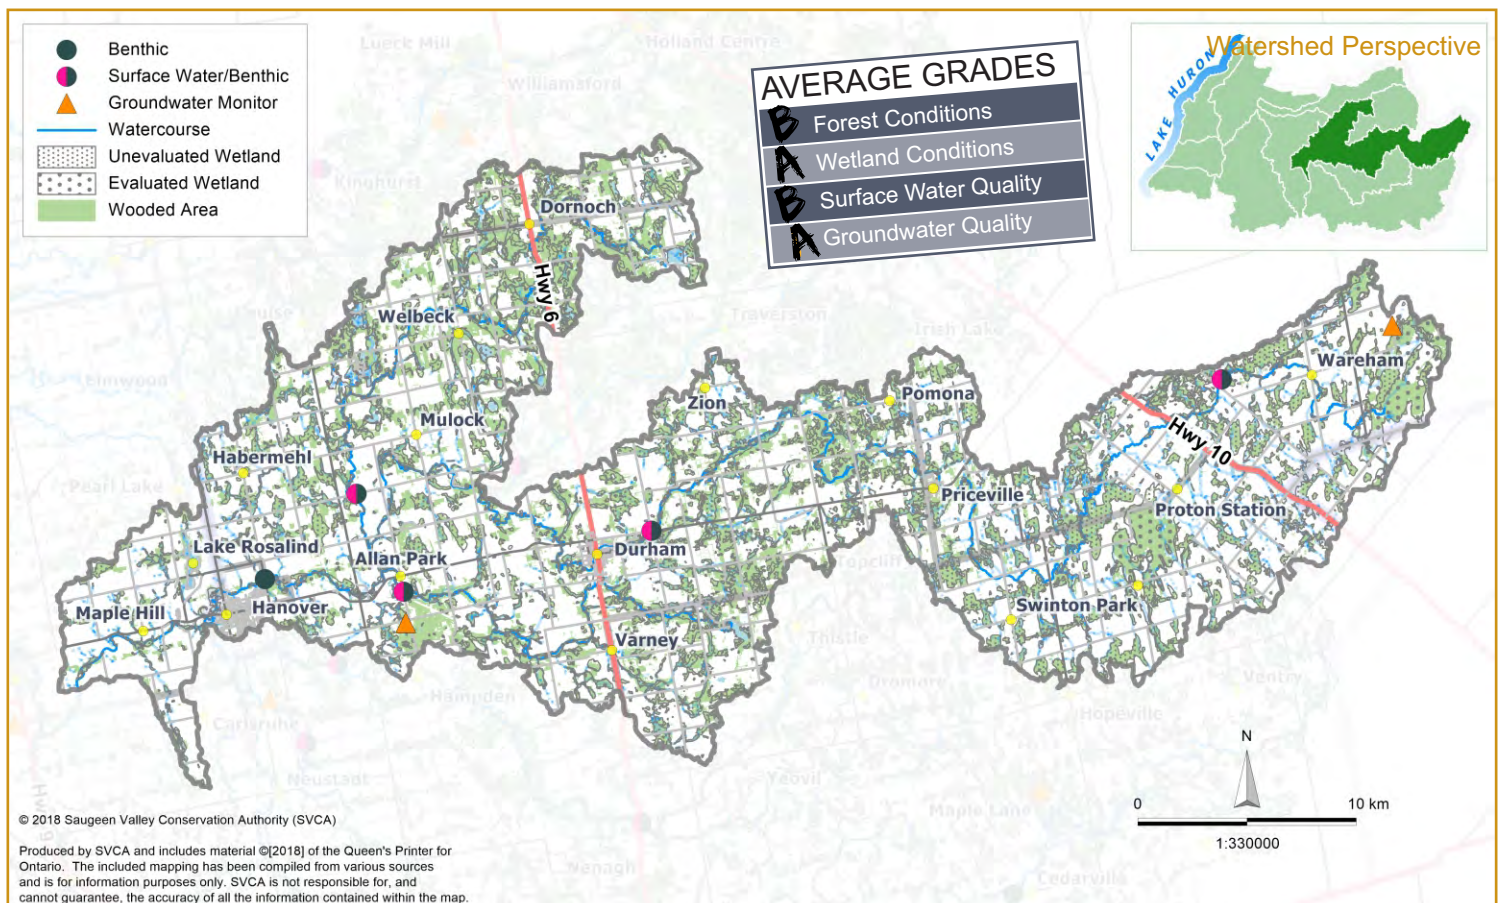 Benthic
Surface Water/Benthic
Groundwater Monitor
Watercourse
Unevaluated Wetland
Evaluated Wetland
Wooded Area
AVERAGE GRADES
B Forest Conditions
A Wetland Conditions
B Surface Water Quality
A Groundwater Quality
Watershed Perspective
LAKE HURON
Lueck Mill
Holland Centre
Williamsford
Kinghurst
Dornoch
Hwy 6
Welbeck
Traverston
Irish Lake
Elmwood
Wareham
Zion
Pomona
Mulock
Hwy 10
Habermehl
Pearl Lake
Priceville
Proton Station
Lake Rosalind
Allan Park
Durham
Topcliff
Maple Hill
Hanover
Swinton Park
Varney
Thistle
Hampden
Dromore
Ventry
Carlsruhe
Hopeville
Neustadt
Yeovil
Maple Lane
Nenagh
Cedarville
N
0 10 km
1:330000
© 2018 Saugeen Valley Conservation Authority (SVCA)
Produced by SVCA and includes material ©[2018] of the Queen's Printer for
Ontario. The included mapping has been compiled from various sources
and is for information purposes only. SVCA is not responsible for, and
cannot guarantee, the accuracy of all the information contained within the map.